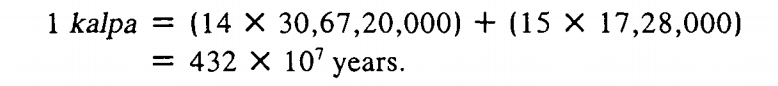 1 kalpa = (14 × 30,67,20,000) + (15 × 17,28,000)
= 432 × 10⁷ years.